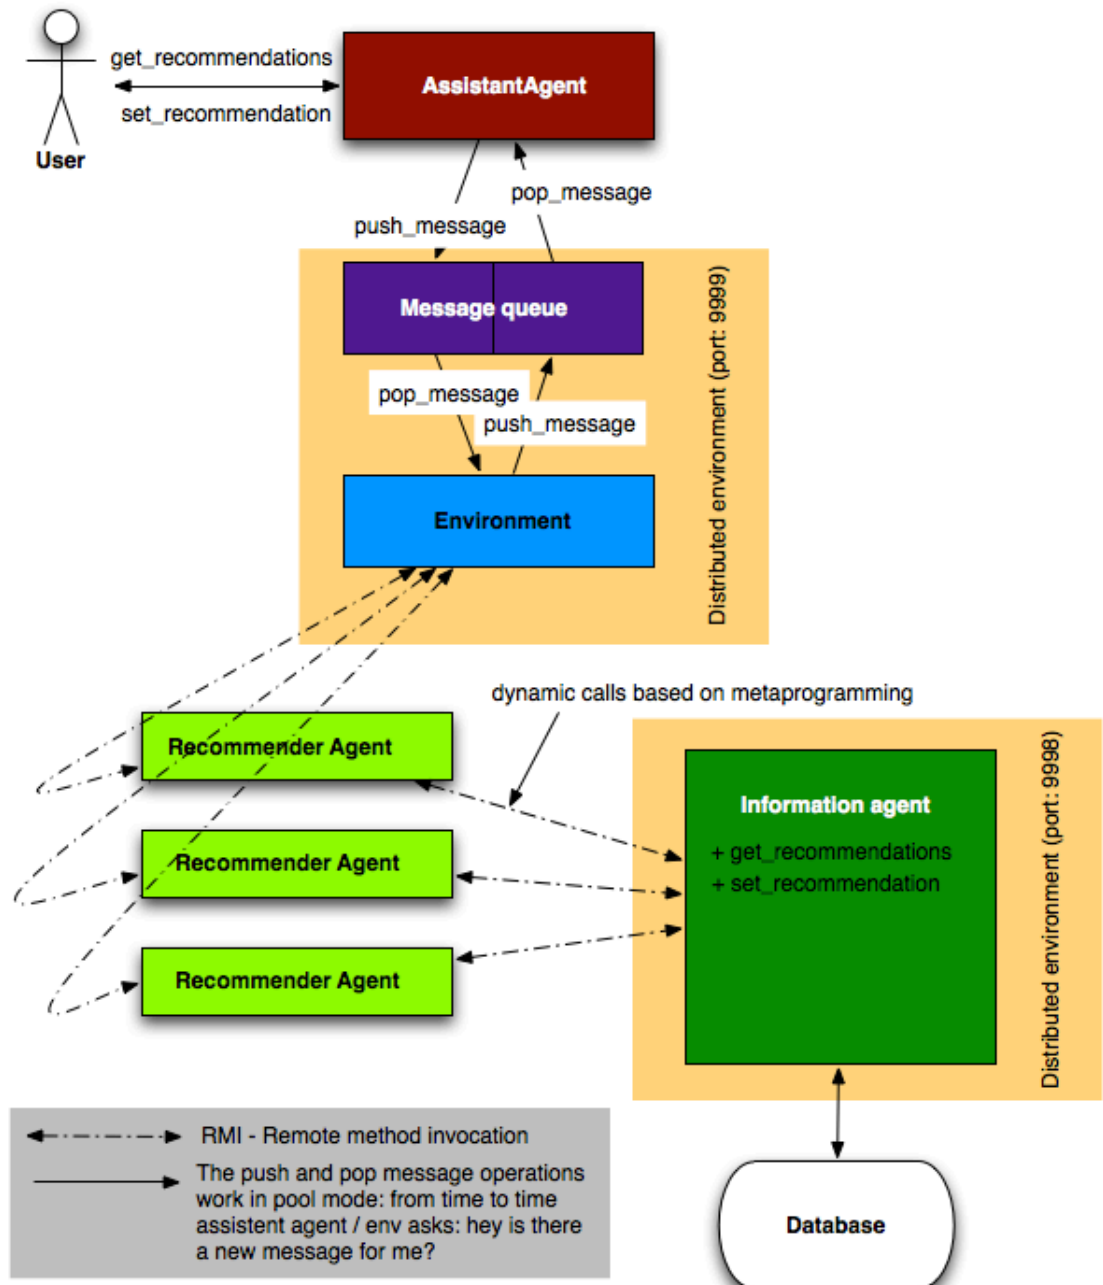 get_recommendations
set_recommendation
User
AssistantAgent
pop_message
push_message
Message queue
pop_message
push_message
Environment
Distributed environment (port: 9999)
dynamic calls based on metaprogramming
Recommender Agent
Recommender Agent
Recommender Agent
Information agent
+ get_recommendations
+ set_recommendation
Distributed environment (port: 9998)
RMI - Remote method invocation
The push and pop message operations
work in pool mode: from time to time
assistent agent / env asks: hey is there
a new message for me?
Database